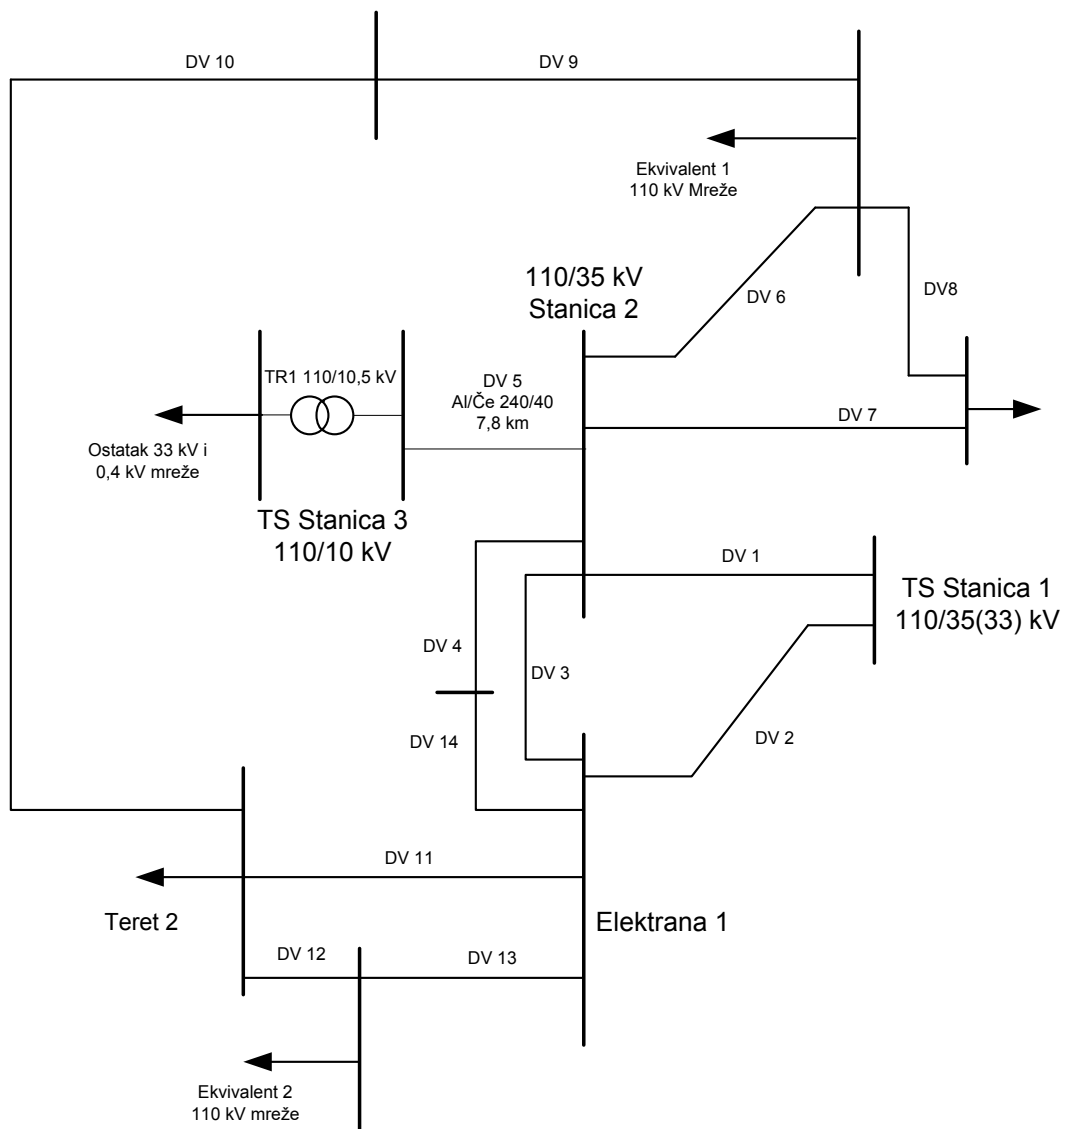 DV 10
DV 9
Ekvivalent 1
110 kV Mreže
110/35 kV
Stanica 2
DV 6
DV8
TR1 110/10,5 kV
DV 5
Al/Če 240/40
7,8 km
DV 7
Ostatak 33 kV i
0,4 kV mreže
TS Stanica 3
110/10 kV
DV 1
TS Stanica 1
110/35(33) kV
DV 4
DV 3
DV 14
DV 2
DV 11
Teret 2
Elektrana 1
DV 12
DV 13
Ekvivalent 2
110 kV mreže